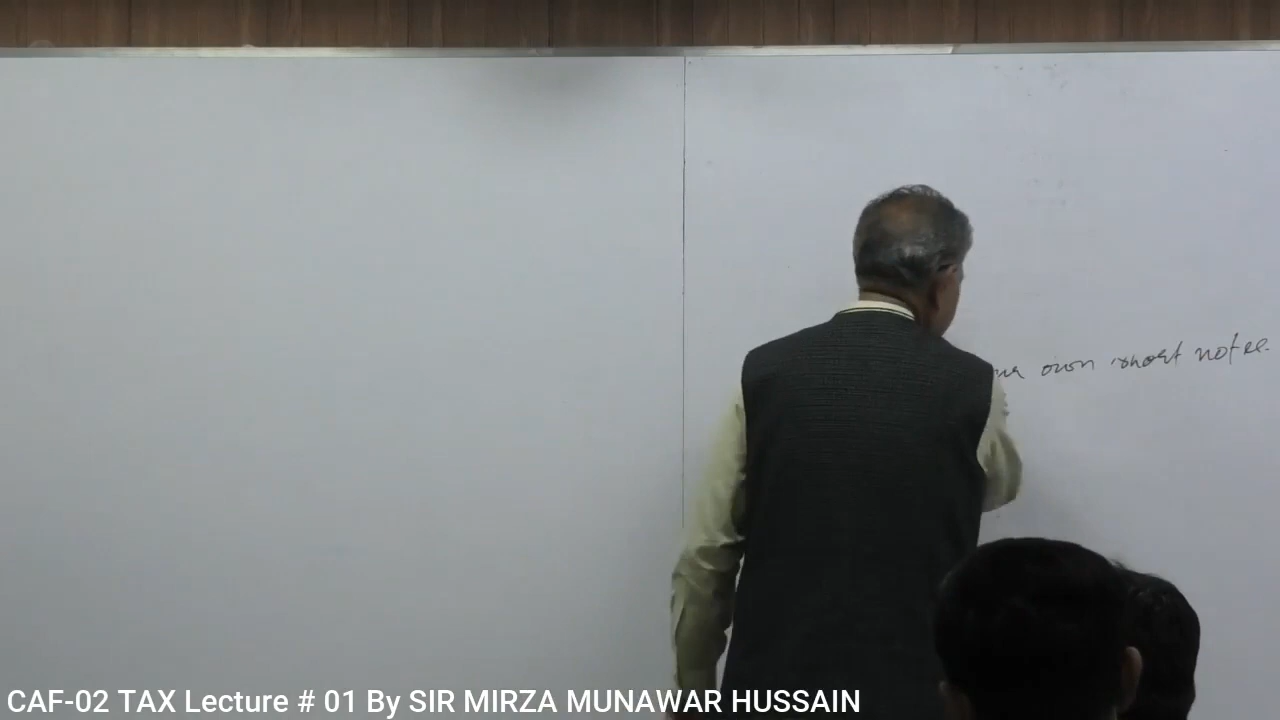 own short notes.
CAF-02 TAX Lecture # 01 By SIR MIRZA MUNAWAR HUSSAIN